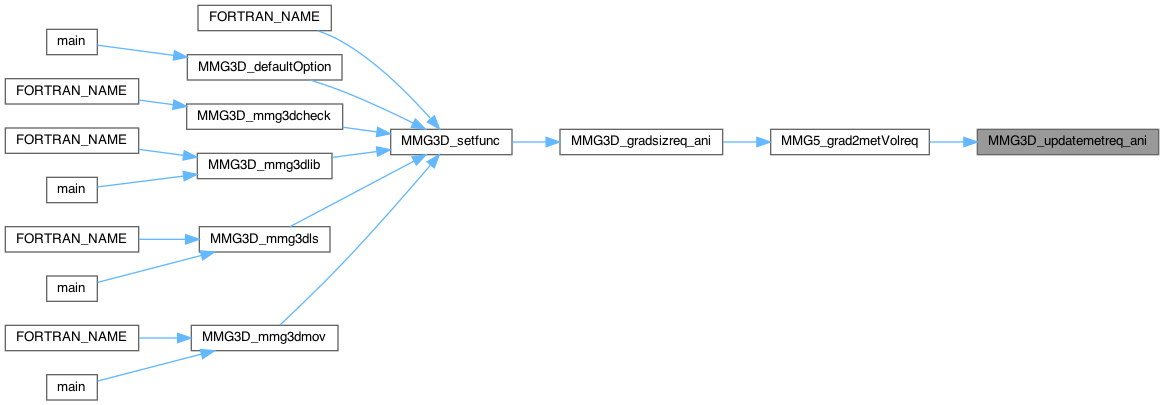 FORTRAN_NAME
main
MMG3D_defaultOption
FORTRAN_NAME
MMG3D_mmg3dcheck
FORTRAN_NAME
MMG3D_setfunc
MMG3D_gradsizreq_ani
MMG5_grad2metVolreq
MMG3D_updatemetreq_ani
MMG3D_mmg3dlib
main
FORTRAN_NAME
MMG3D_mmg3dls
main
FORTRAN_NAME
MMG3D_mmg3dmov
main